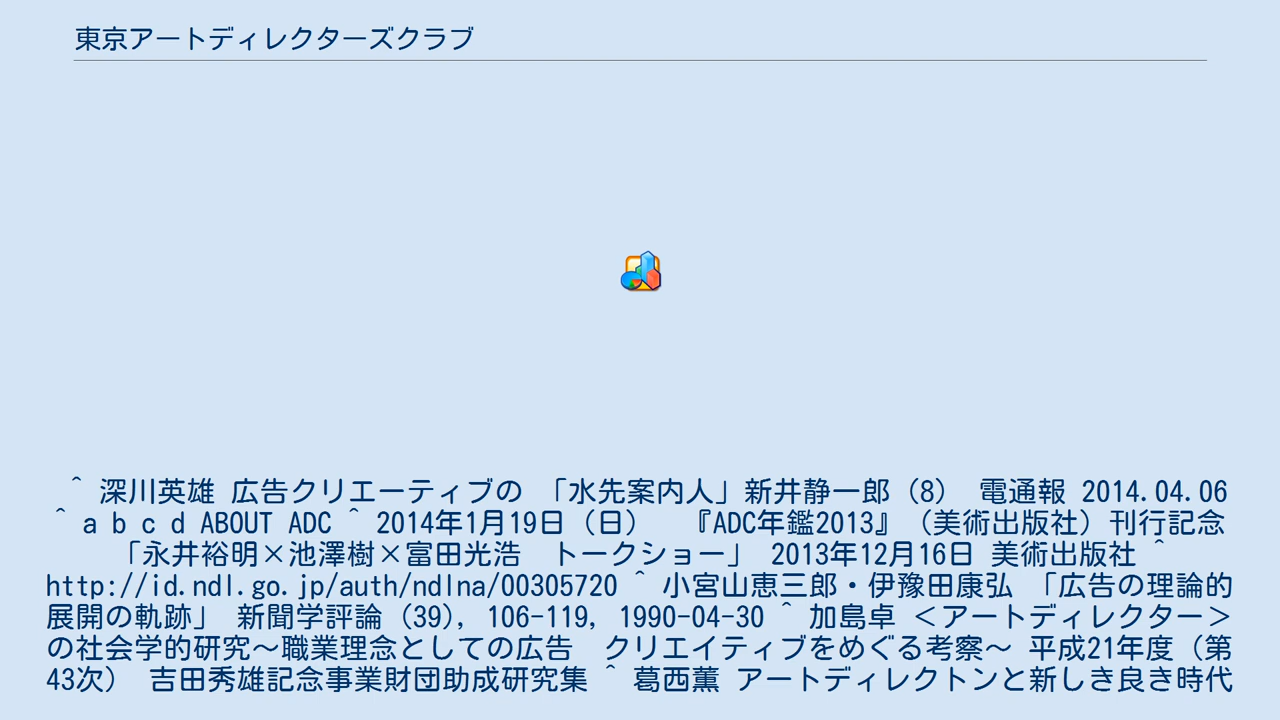 東京アートディレクターズクラブ
^ 深川英雄 広告クリエーティブの 「水先案内人」新井静一郎（8） 電通報 2014.04.06
^ a b c d ABOUT ADC ^ 2014年1月19日（日）　『ADC年鑑2013』（美術出版社）刊行記念
「永井裕明×池澤樹×富田光浩　トークショー」 2013年12月16日 美術出版社 ^
http://id.ndl.go.jp/auth/ndlna/00305720 ^ 小宮山恵三郎・伊豫田康弘 「広告の理論的
展開の軌跡」 新聞学評論（39）, 106-119, 1990-04-30 ^ 加島卓 ＜アートディレクター＞
の社会学的研究～職業理念としての広告　クリエイティブをめぐる考察～ 平成21年度（第
43次） 吉田秀雄記念事業財団助成研究集 ^ 葛西薫 アートディレクトンと新しき良き時代